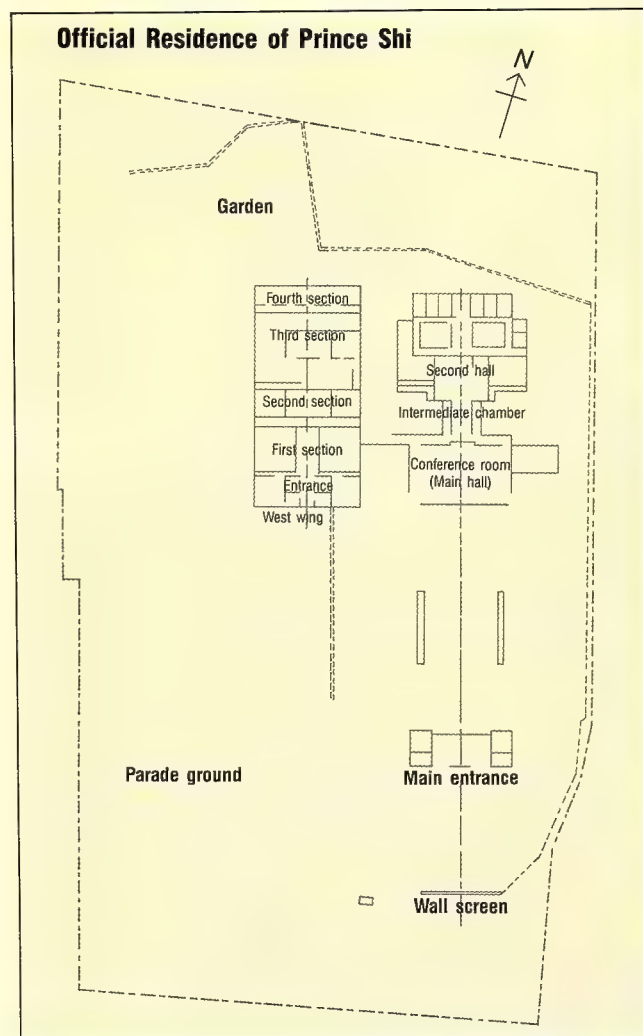 Official Residence of Prince Shi
N
Garden
Fourth section
Third section
Second section
First section
Entrance
West wing
Second hall
Intermediate chamber
Conference room
(Main hall)
Parade ground
Main entrance
Wall screen